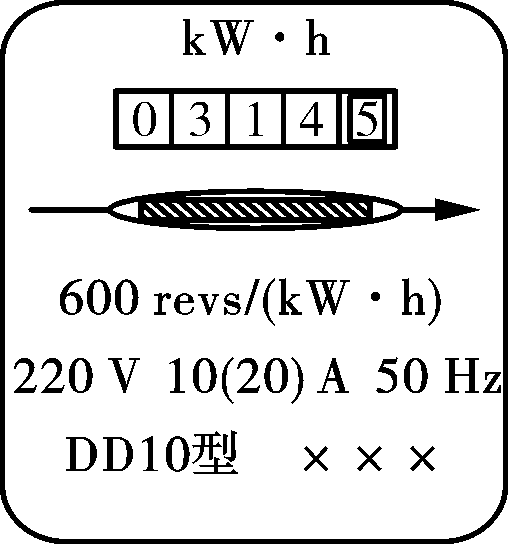 kW·h
0 3 1 4 5
600 revs/(kW·h)
220 V 10(20) A 50 Hz
DD10型 ×××